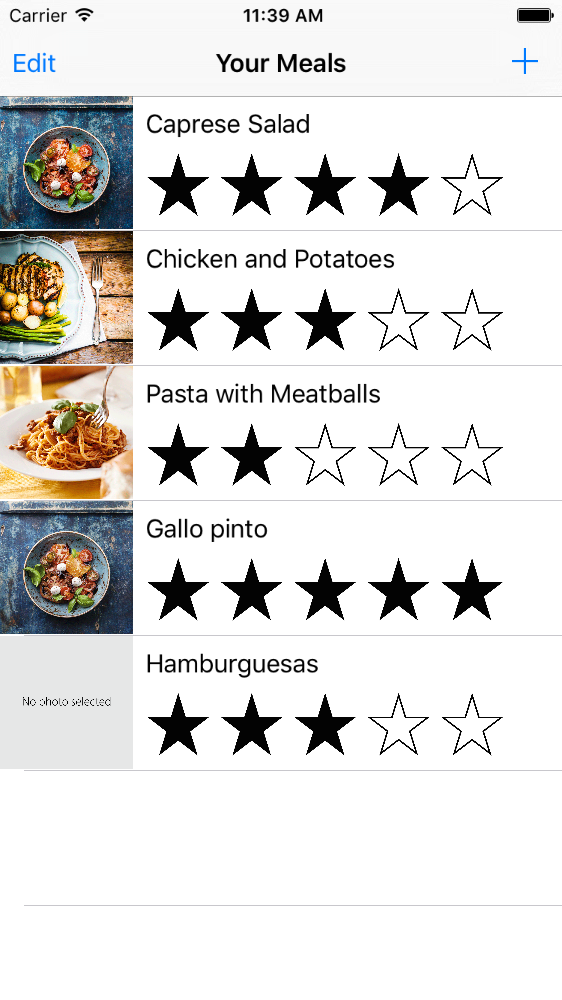 Carrier 11:39 AM
Edit Your Meals
Caprese Salad
Chicken and Potatoes
Pasta with Meatballs
Gallo pinto
Hamburguesas
No photo selected